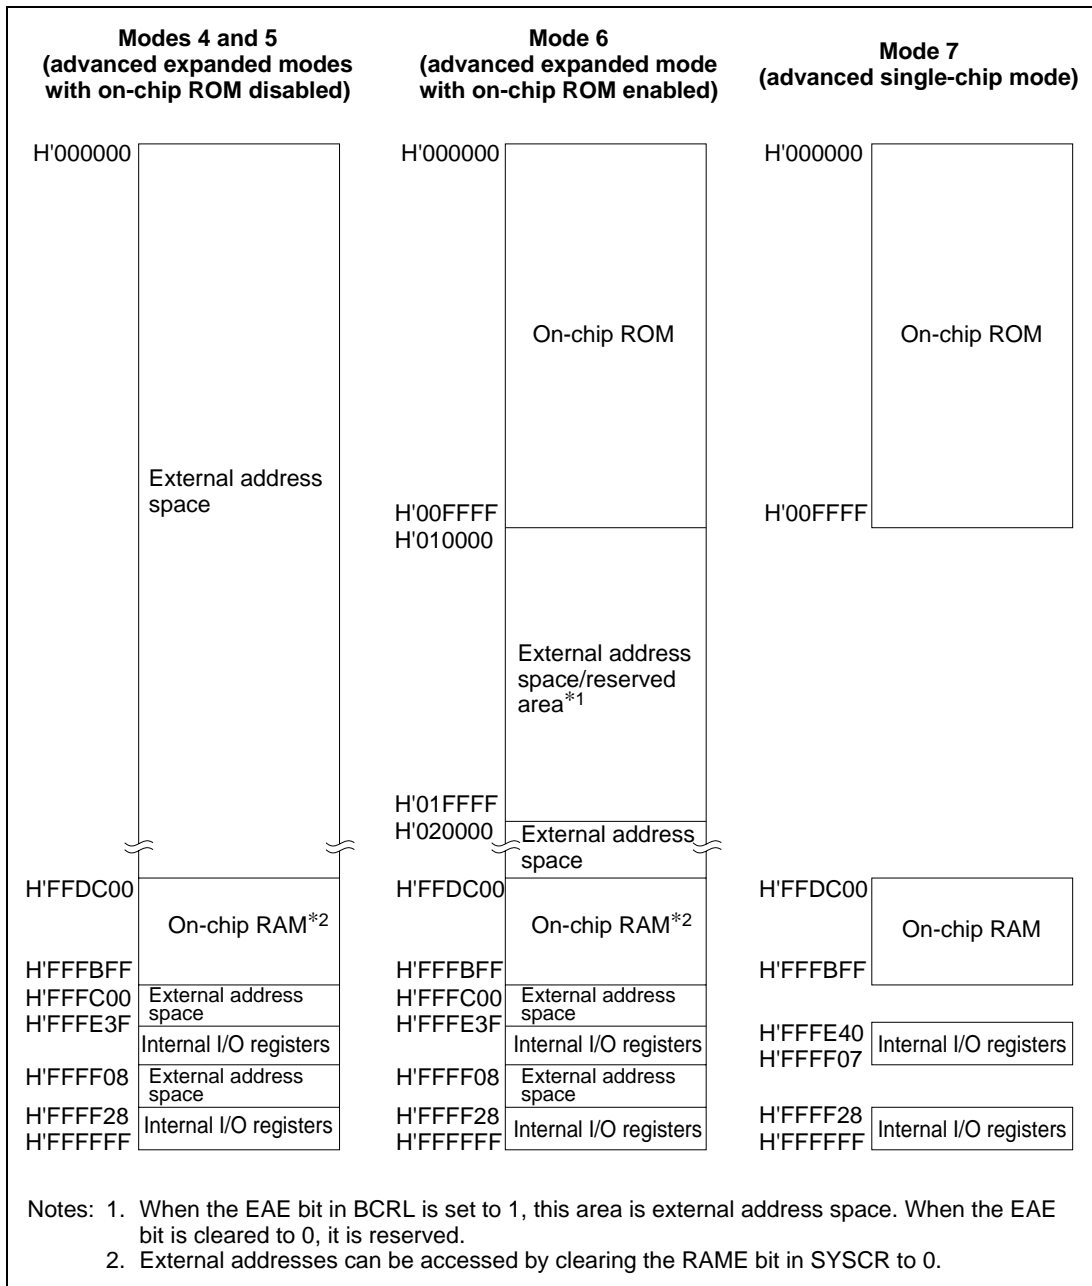 Modes 4 and 5
(advanced expanded modes
with on-chip ROM disabled)
H'000000
External address
space
H'FFDC00
On-chip RAM*2
H'FFFBFF
H'FFFC00
External address
space
H'FFFE3F
Internal I/O registers
H'FFFF08
External address
space
H'FFFF28
Internal I/O registers
H'FFFFFF
Mode 6
(advanced expanded mode
with on-chip ROM enabled)
H'000000
On-chip ROM
H'00FFFF
H'010000
External address
space/reserved
area*1
H'01FFFF
H'020000
External address
space
H'FFDC00
On-chip RAM*2
H'FFFBFF
H'FFFC00
External address
space
H'FFFE3F
Internal I/O registers
H'FFFF08
External address
space
H'FFFF28
Internal I/O registers
H'FFFFFF
Mode 7
(advanced single-chip mode)
H'000000
On-chip ROM
H'00FFFF
H'FFDC00
On-chip RAM
H'FFFBFF
H'FFFE40
Internal I/O registers
H'FFFF07
H'FFFF28
Internal I/O registers
H'FFFFFF
Notes: 1. When the EAE bit in BCRL is set to 1, this area is external address space. When the EAE
bit is cleared to 0, it is reserved.
2. External addresses can be accessed by clearing the RAME bit in SYSCR to 0.